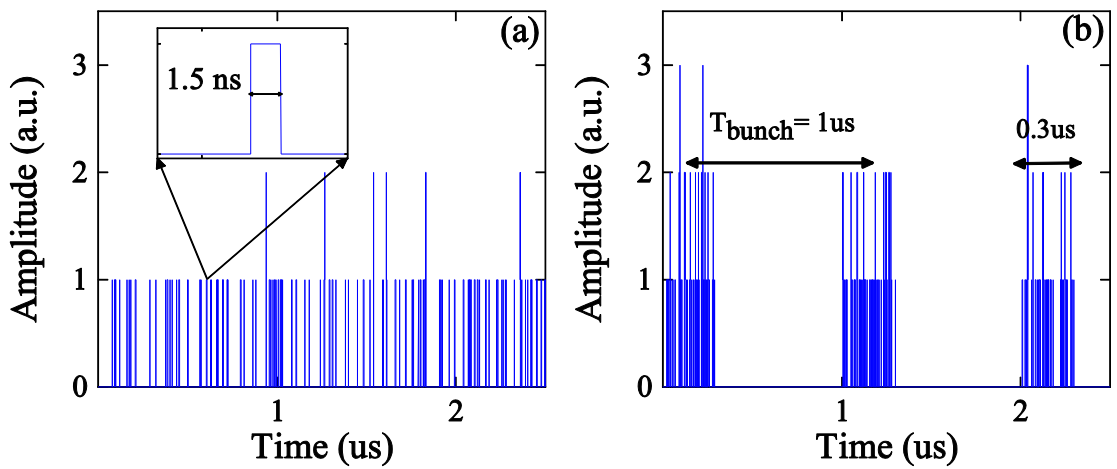 (a)
1.5 ns
3
2
1
0
Amplitude (a.u.)
1
2
Time (us)
(b)
T_bunch = 1us
0.3us
3
2
1
0
Amplitude (a.u.)
1
2
Time (us)